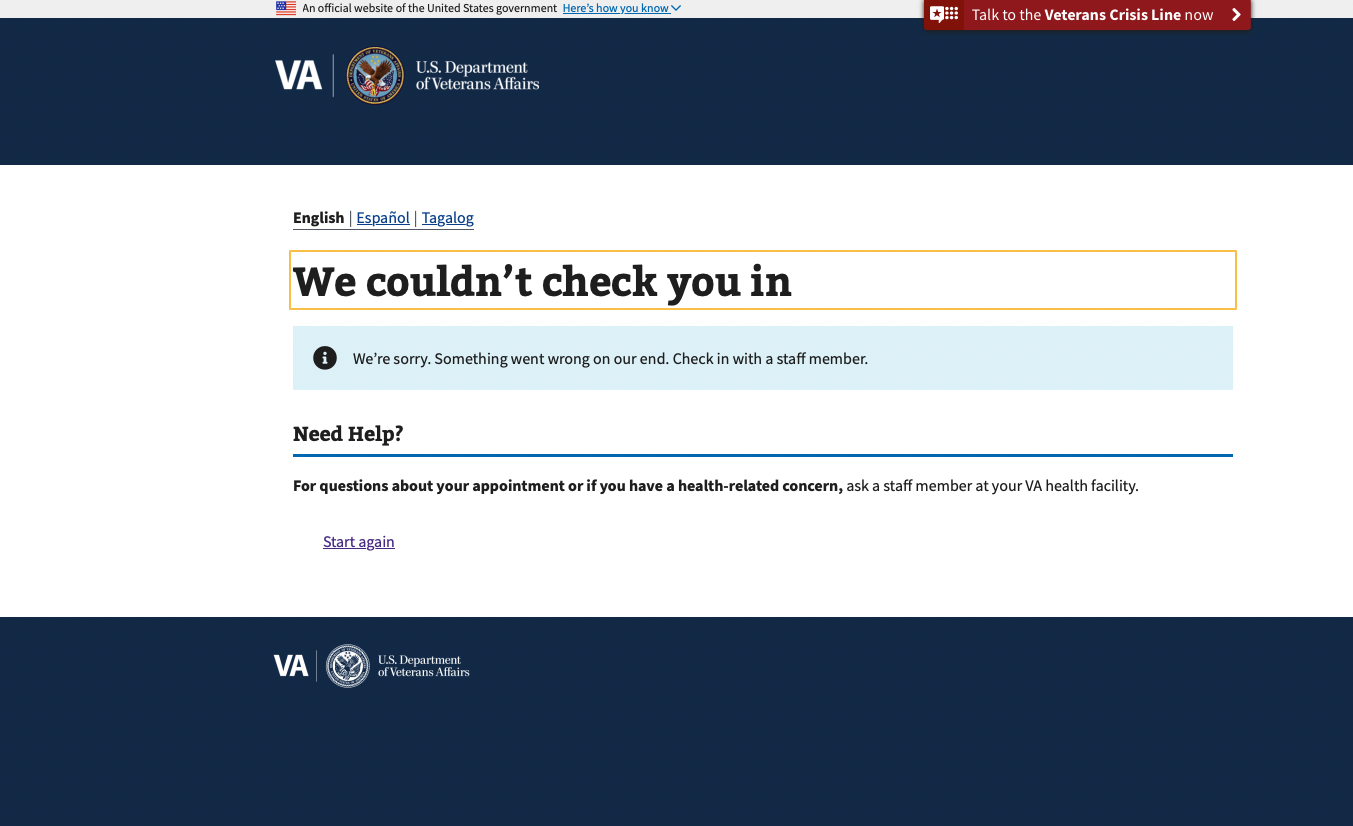 An official website of the United States government Here's how you know
Talk to the Veterans Crisis Line now
VA
U.S. Department
of Veterans Affairs
English | Español | Tagalog
We couldn’t check you in
We’re sorry. Something went wrong on our end. Check in with a staff member.
Need Help?
For questions about your appointment or if you have a health-related concern, ask a staff member at your VA health facility.
Start again
VA
U.S. Department
of Veterans Affairs